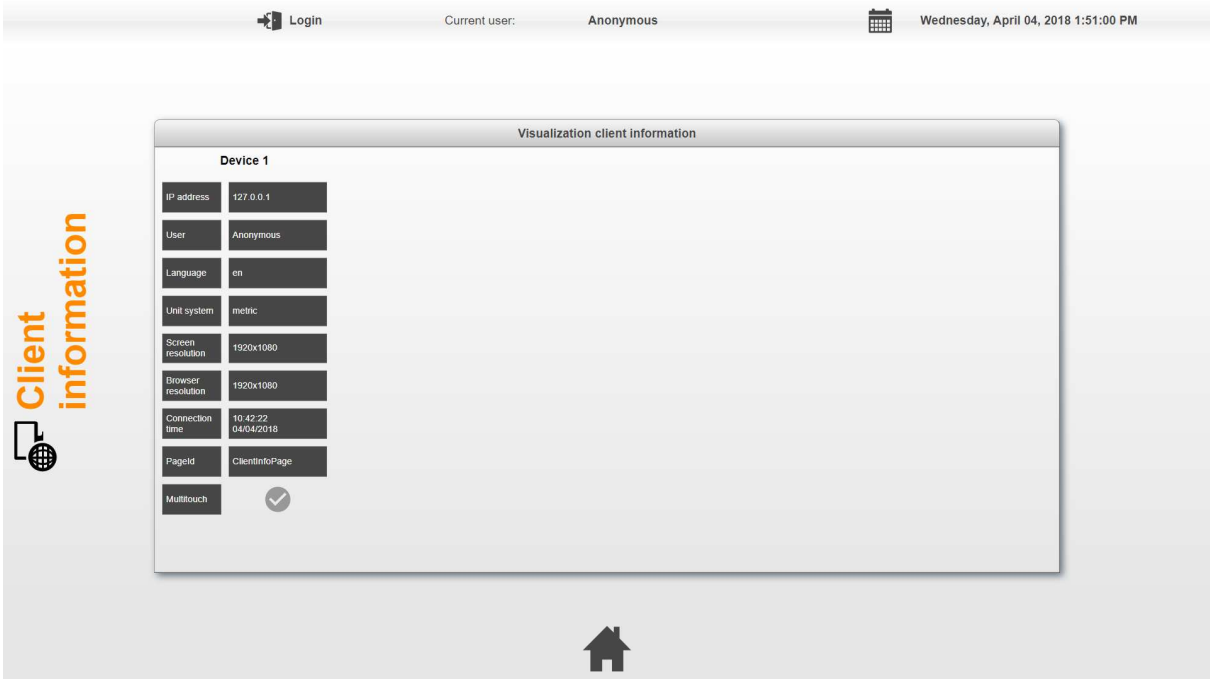 Login
Current user:
Anonymous
Wednesday, April 04, 2018 1:51:00 PM
Client
information
Visualization client information
Device 1
IP address
127.0.0.1
User
Anonymous
Language
en
Unit system
metric
Screen
resolution
1920x1080
Browser
resolution
1920x1080
Connection
time
10:42:22
04/04/2018
PageId
ClientInfoPage
Multitouch